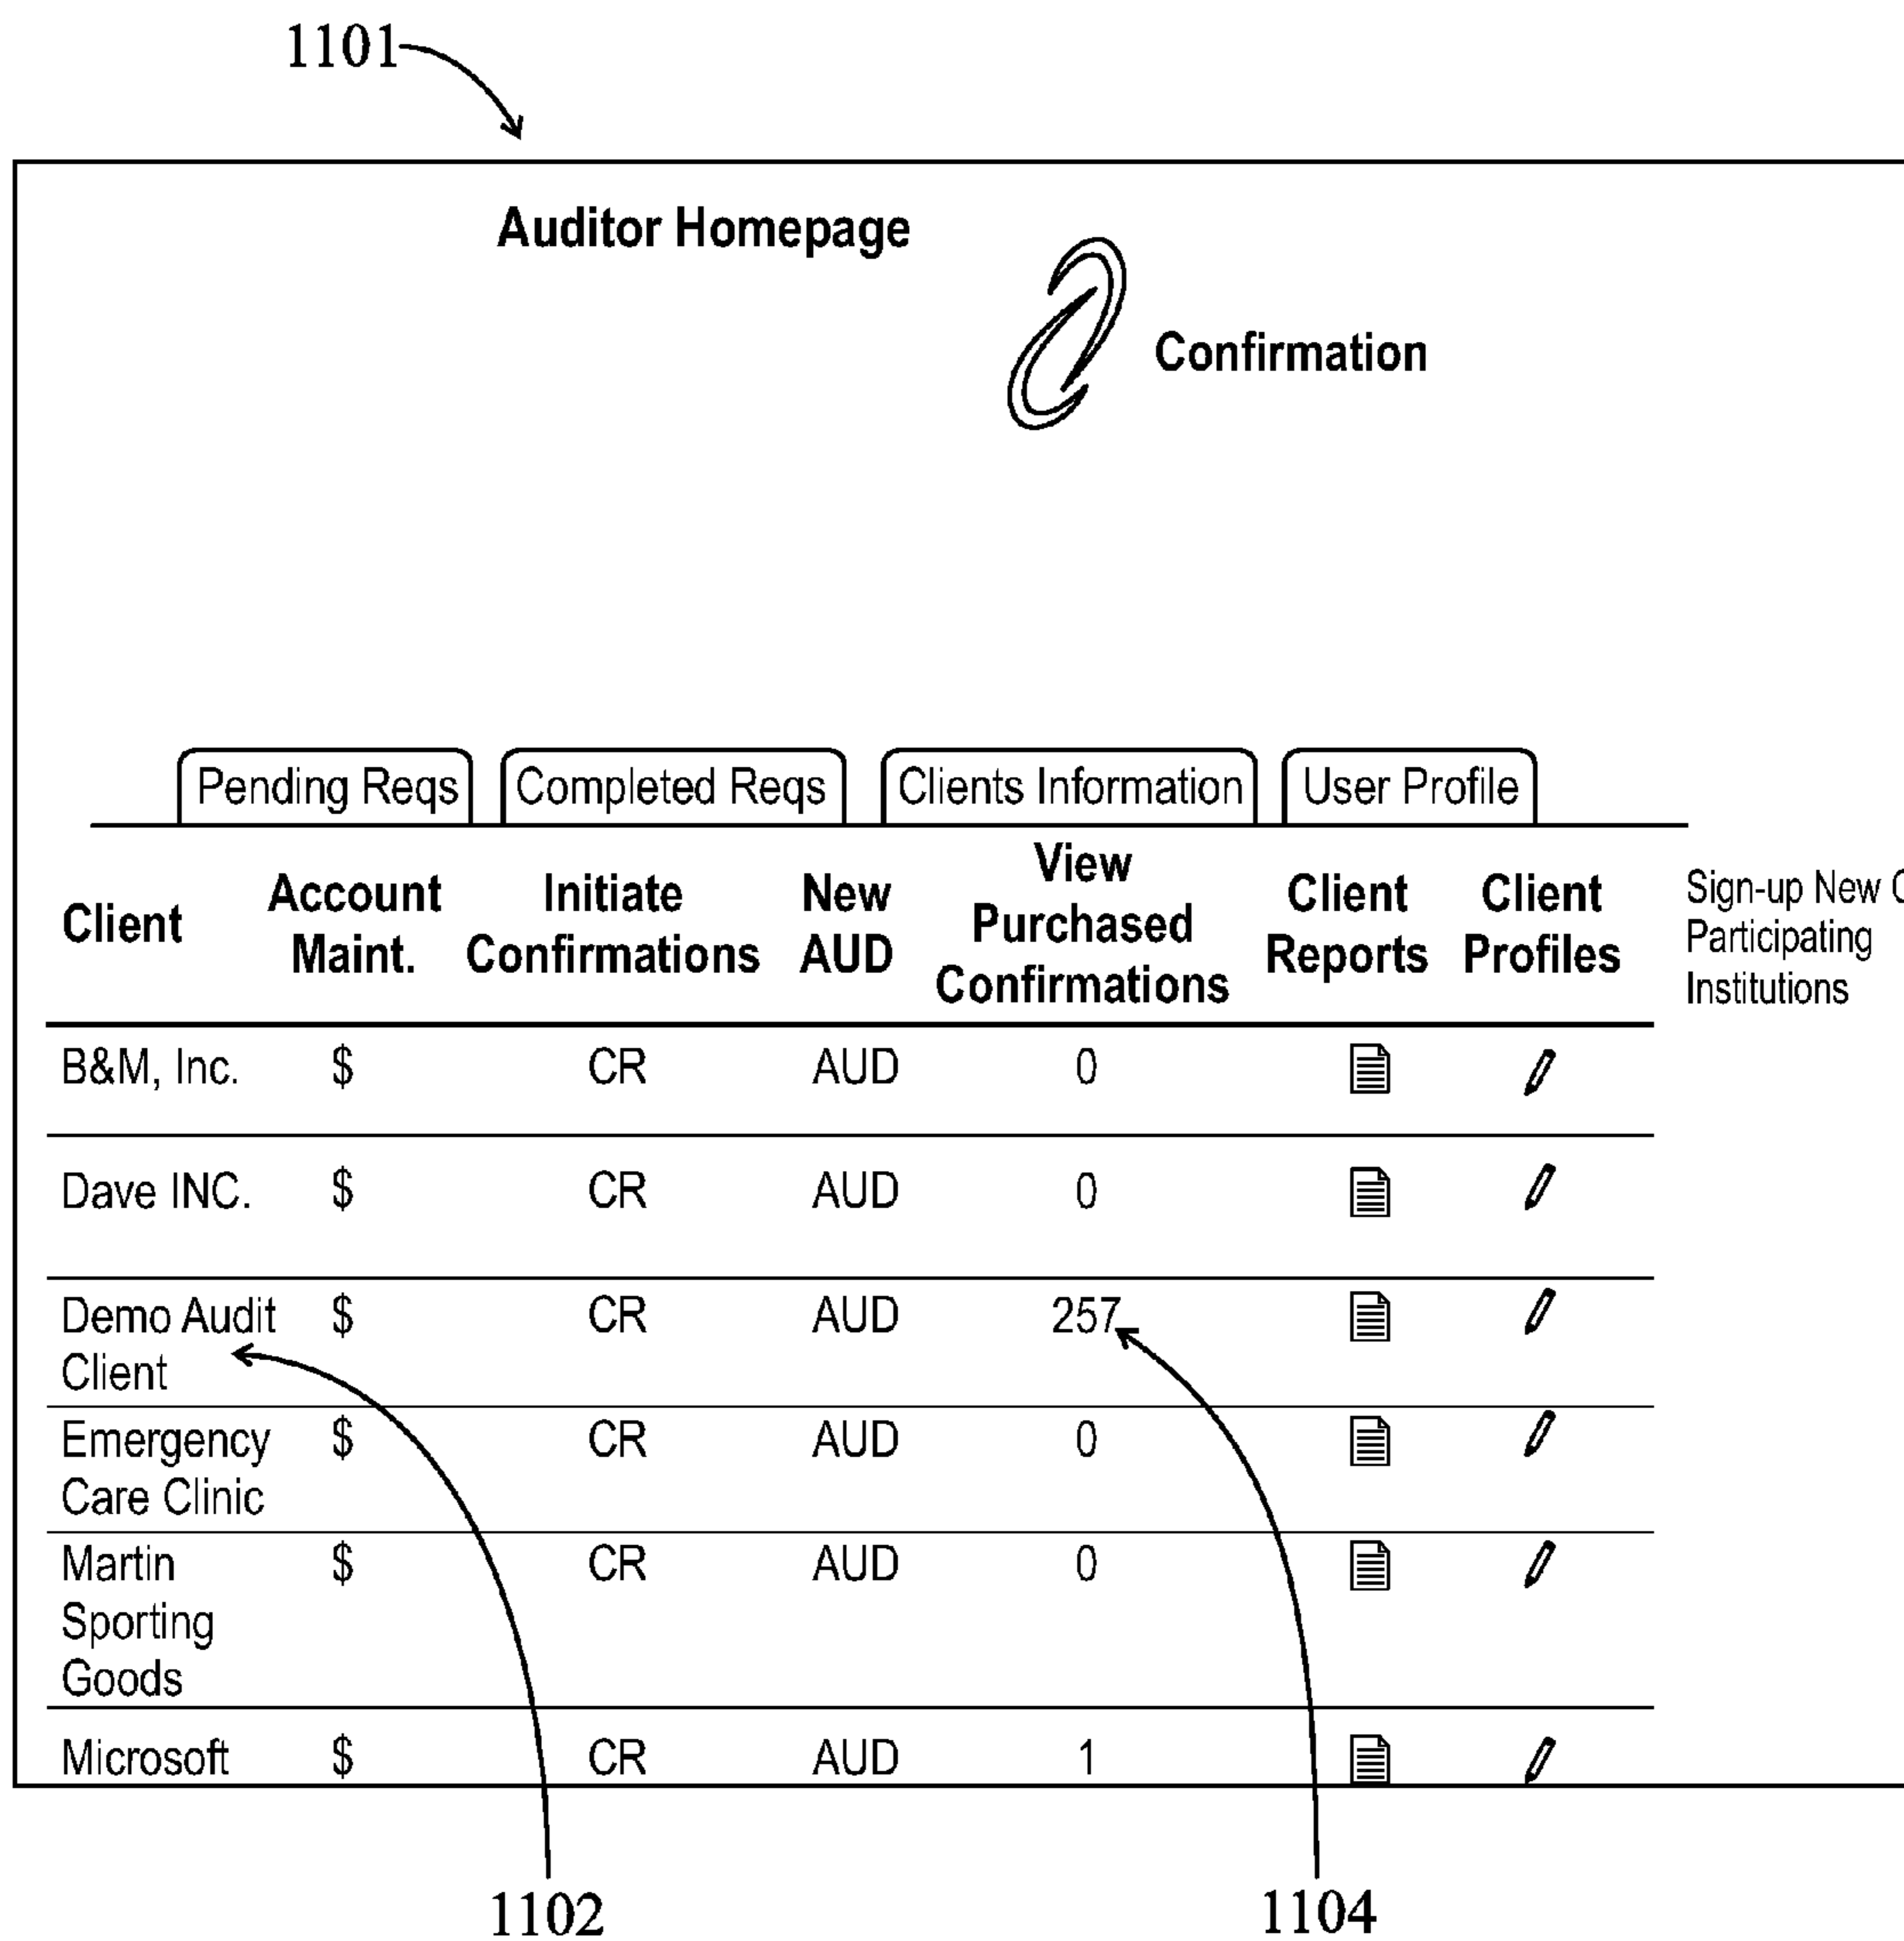 1101
Auditor Homepage
Confirmation
Pending Reqs Completed Reqs Clients Information User Profile
Client Account Maint. Initiate Confirmations New AUD View Purchased Confirmations Client Reports Client Profiles
Sign-up New
Participating
Institutions
B&M, Inc. $ CR AUD 0
Dave INC. $ CR AUD 0
Demo Audit $ CR AUD 257
Client
Emergency $ CR AUD 0
Care Clinic
Martin $ CR AUD 0
Sporting
Goods
Microsoft $ CR AUD 1
1102 1104